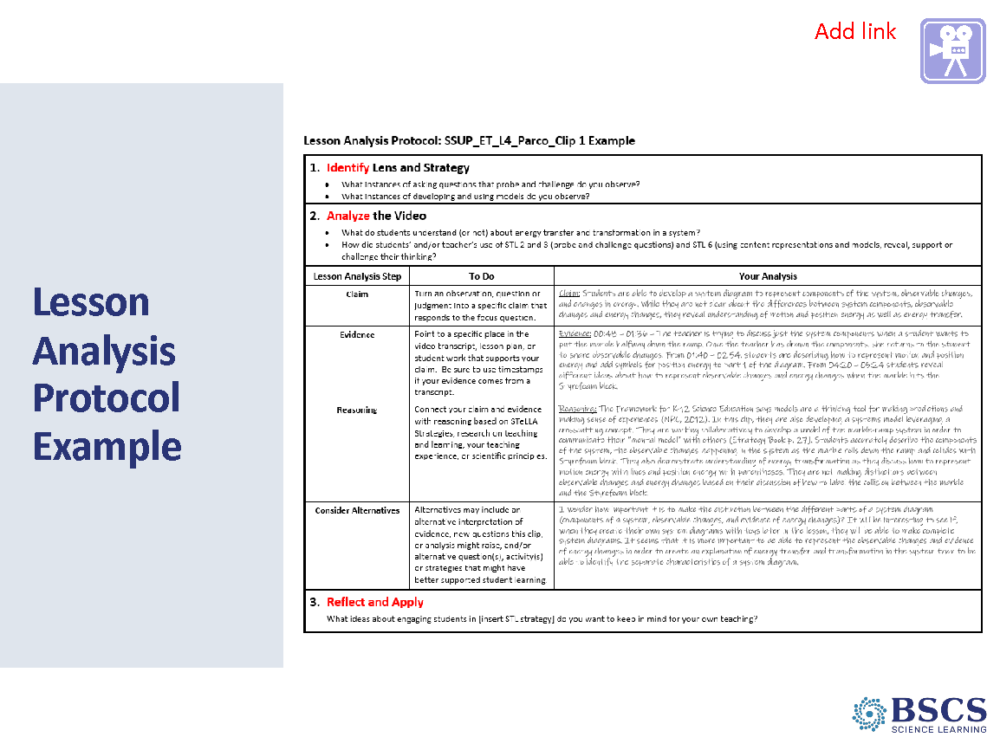 Add link
Lesson
Analysis
Protocol
Example
Lesson Analysis Protocol: SSUP_ET_L4_Parco_Clip 1 Example
1. Identify Lens and Strategy
• What instances of asking questions that probe and challenge do you observe?
• What instances of developing and using models do you observe?
2. Analyze the Video
• What do students understand (or not) about energy transfer and transformation in a system?
• How did students' and/or teacher's use of STL 2 and 3 (probe and challenge questions) and STL 6 (using content representations and models, reveal, support or
challenge their thinking?
Lesson Analysis Step
To Do
Your Analysis
Claim
Turn an observation, question or
judgment into a specific claim that
responds to the focus question.
Claim: Students are able to develop a system diagram to represent components of the system, observable changes,
and changes in energy. While they are not clear about the differences between system components, observable
changes and energy changes, they reveal understanding of motion and position energy as well as energy transfer.
Evidence
Point to a specific place in the
video transcript, lesson plan, or
student work that supports your
claim. Be sure to use timestamps
if your evidence comes from a
transcript.
Evidence: 00:48 – 01:36 – The teacher is trying to discuss just the system components when a student wants to
put the marble halfway down the ramp. Once the teacher has drawn the components, she returns to the student
to share observable changes. From 01:40 – 02:54, students are describing how to represent motion and position
energy and add symbols for position energy to part 1 of the diagram. From 04:20 – 05:24 students reveal
different ideas about how to represent observable changes and energy changes when the marble hits the
Styrofoam block.
Reasoning
Connect your claim and evidence
with reasoning based on STeLLA
Strategies, research on teaching
and learning, your teaching
experience, or scientific principles.
Reasoning: The Framework for K-12 Science Education says models are a thinking tool for making predictions and
making sense of experiences (NRC, 2012). In this clip, they are also developing a systems model leveraging a
crosscutting concept. They are working collaboratively to develop a model of the marble-ramp system in order to
communicate their "mental model" with others (Strategy Book p. 27). Students accurately describe the components
of the system, the observable changes happening in the system as the marble rolls down the ramp and collides with
Styrofoam block. They also demonstrate understanding of energy transformation as they discuss how to represent
motion energy with lines and position energy with parentheses. They are not making distinctions between
observable changes and energy changes based on their discussion of how to label the collision between the marble
and the Styrofoam block.
Consider Alternatives
Alternatives may include an
alternative interpretation of
evidence, new questions this clip,
or analysis might raise, and/or
alternative question(s), activity(s)
or strategies that might have
better supported student learning.
I wonder how important it is to make the distinction between the different parts of a system diagram
(components of a system, observable changes, and evidence of energy changes)? It will be interesting to see if,
when they create their own system diagrams with toys later in the lesson, they will be able to make complete
system diagrams. It seems that it is more important to be able to represent the observable changes and evidence
of energy changes in order to create an explanation of energy transfer and transformation in the system than to be
able to identify the separate characteristics of a system diagram.
3. Reflect and Apply
What ideas about engaging students in [insert STL strategy] do you want to keep in mind for your own teaching?
BSCS
SCIENCE LEARNING